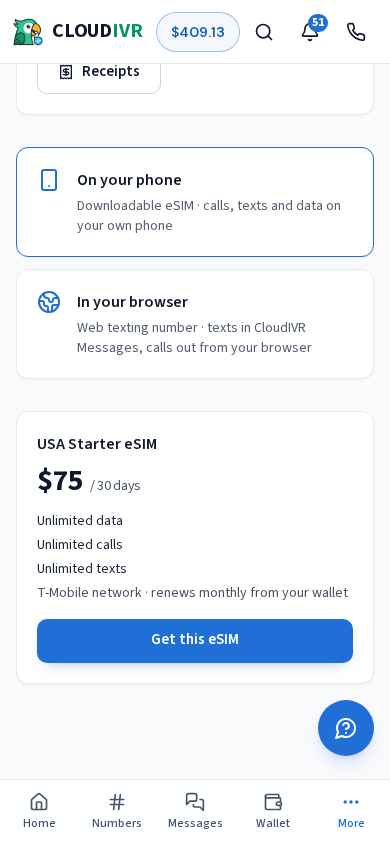 CLOUDIVR
$409.13
51
Receipts
On your phone
Downloadable eSIM · calls, texts and data on
your own phone
In your browser
Web texting number · texts in CloudIVR
Messages, calls out from your browser
USA Starter eSIM
$75 / 30 days
Unlimited data
Unlimited calls
Unlimited texts
T-Mobile network · renews monthly from your wallet
Get this eSIM
Home
Numbers
Messages
Wallet
More